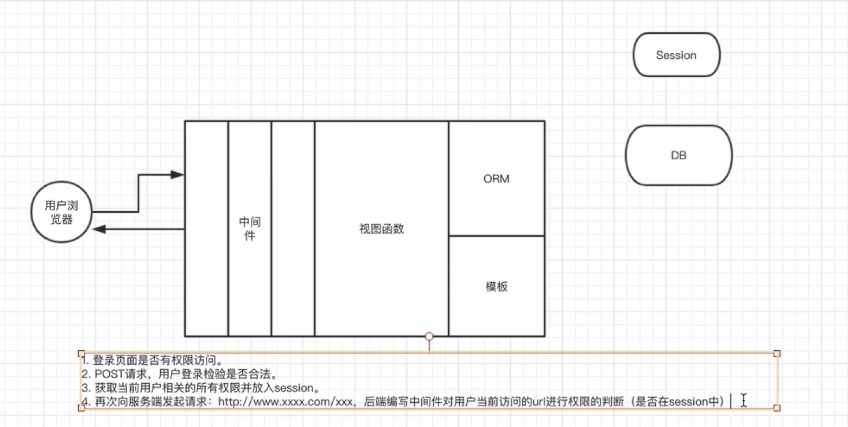 Session
DB
用户浏
览器
中间
件
视图函数
ORM
模板
1. 登录页面是否有权限访问。
2. POST请求，用户登录检验是否合法。
3. 获取当前用户相关的所有权限并放入session。
4. 再次向服务端发起请求：http://www.xxxx.com/xxx，后端编写中间件对用户当前访问的url进行权限的判断（是否在session中）